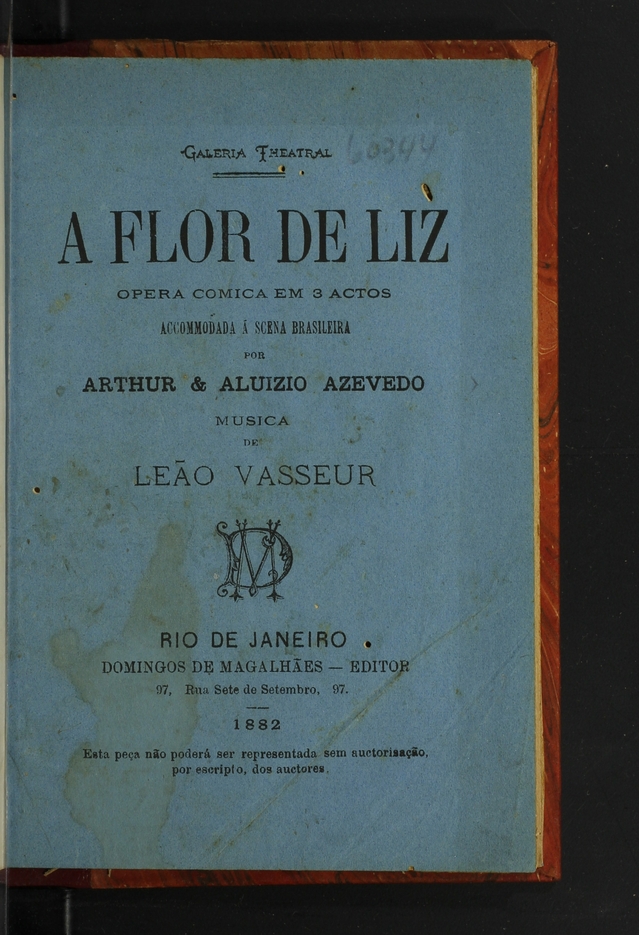 GALERIA THEATRAL 60344
A FLOR DE LIZ
OPERA COMICA EM 3 ACTOS
ACCOMMODADA Á SCENA BRASILEIRA
POR
ARTHUR & ALUIZIO AZEVEDO
MUSICA
DE
LEÃO VASSEUR
DM
RIO DE JANEIRO
DOMINGOS DE MAGALHÃES — EDITOR
97, Rua Sete de Setembro, 97.
1882
Esta peça não poderá ser representada sem auctorisação,
por escripto, dos auctores.